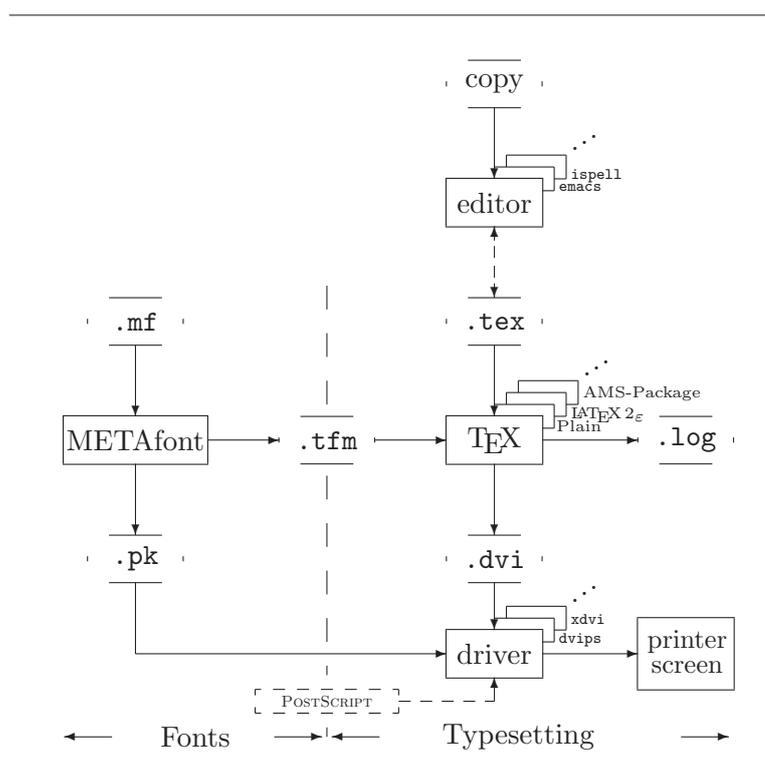 copy
ispell
emacs
editor
.mf
.tex
AMS-Package
LATEX 2ε
Plain
METAfont
.tfm
TEX
.log
.pk
.dvi
xdvi
dvips
driver
printer
screen
POSTSCRIPT
Fonts
Typesetting